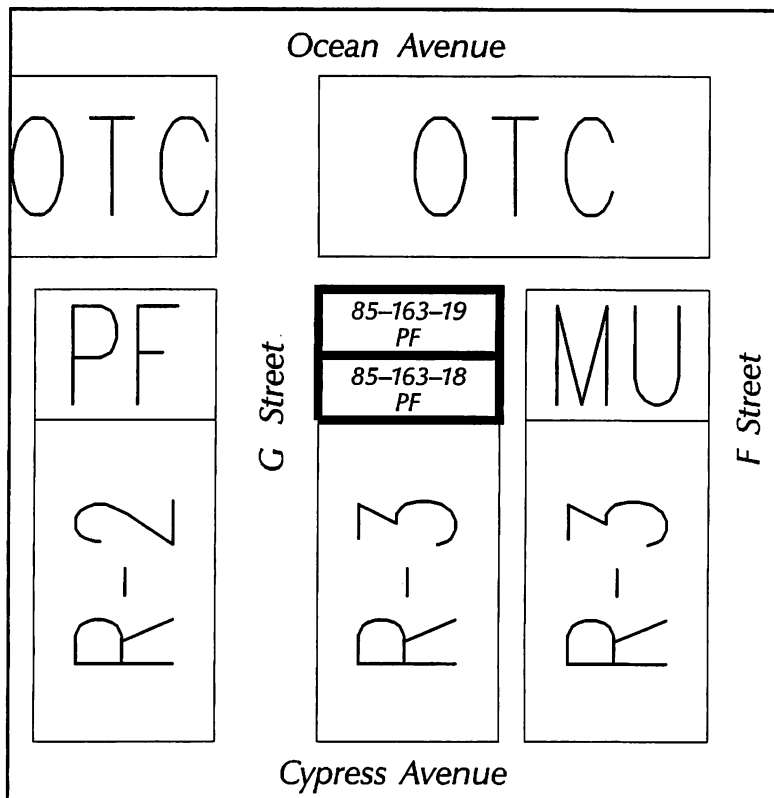 Ocean Avenue
OTC
OTC
PF
G Street
85–163–19
PF
85–163–18
PF
MU
F Street
R-2
R-3
R-3
Cypress Avenue